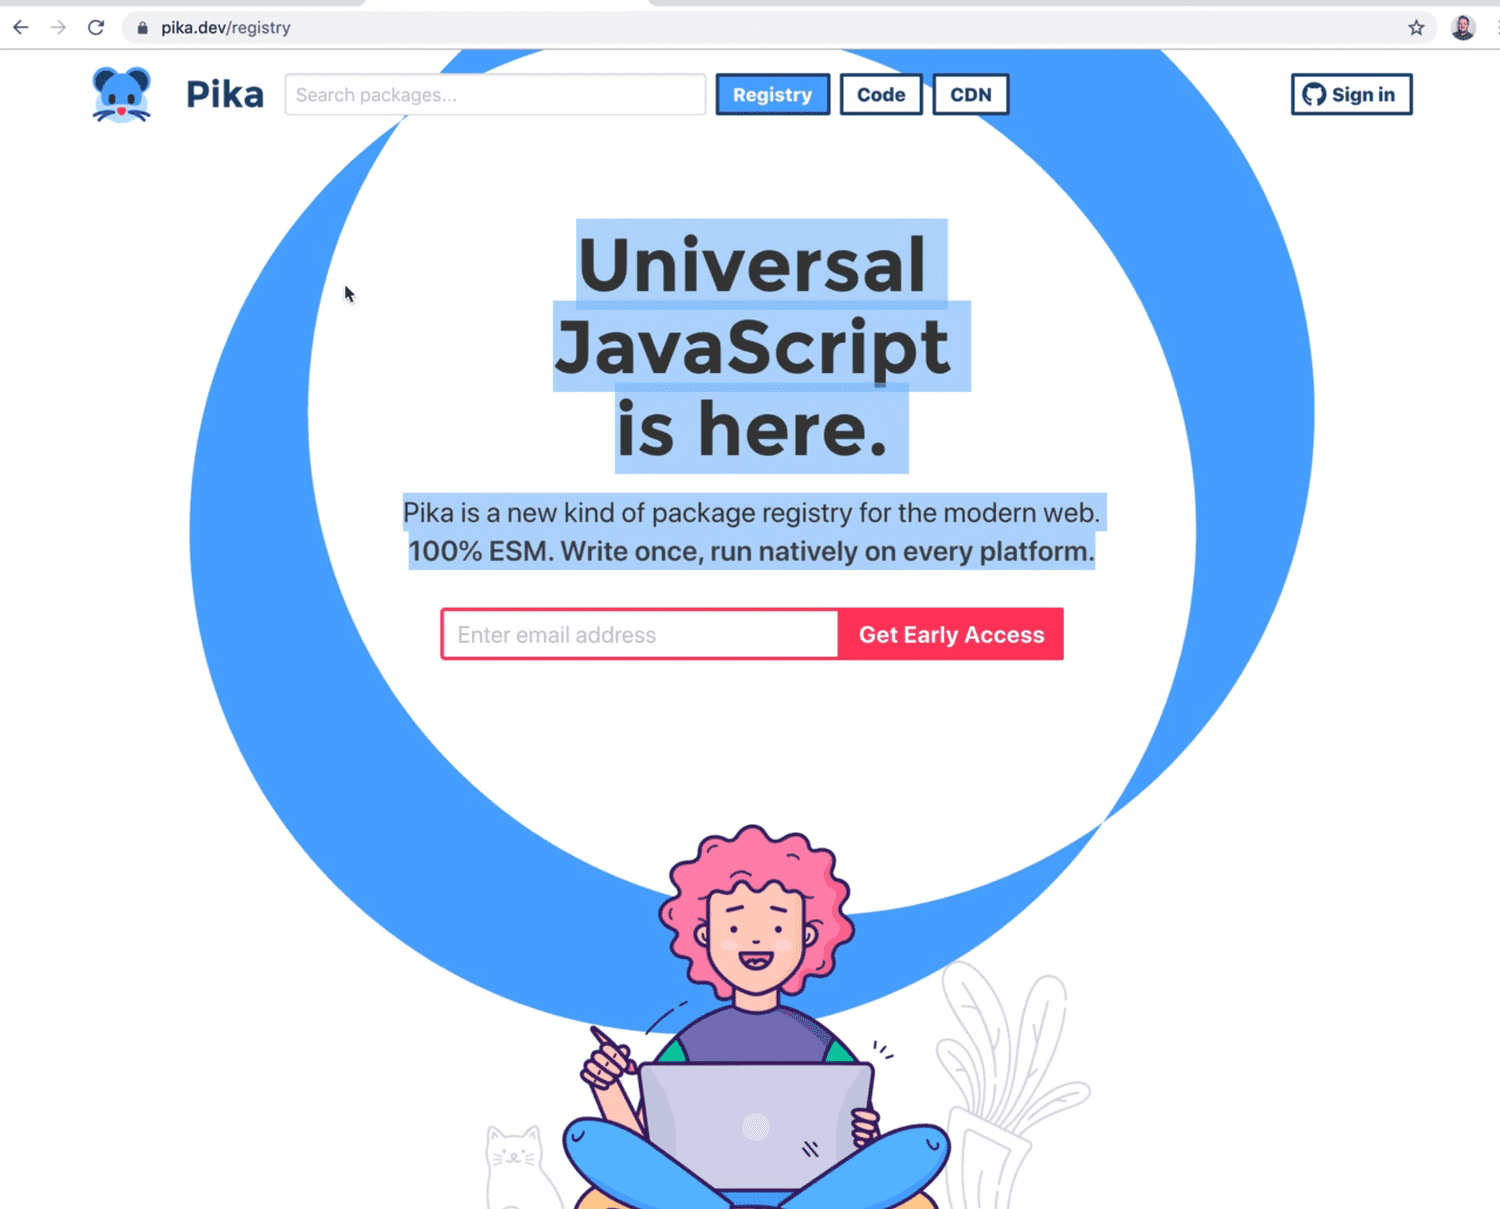 pika.dev/registry
Pika
Search packages...
Registry
Code
CDN
Sign in
Universal
JavaScript
is here.
Pika is a new kind of package registry for the modern web.
100% ESM. Write once, run natively on every platform.
Enter email address
Get Early Access